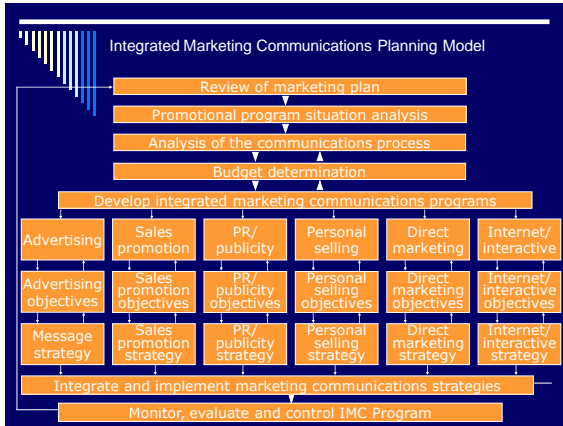 Integrated Marketing Communications Planning Model
Review of marketing plan
Promotional program situation analysis
Analysis of the communications process
Budget determination
Develop integrated marketing communications programs
Advertising
Sales
promotion
PR/
publicity
Personal
selling
Direct
marketing
Internet/
interactive
Advertising
objectives
Sales
promotion
objectives
PR/
publicity
objectives
Personal
selling
objectives
Direct
marketing
objectives
Internet/
interactive
objectives
Message
strategy
Sales
promotion
strategy
PR/
publicity
strategy
Personal
selling
strategy
Direct
marketing
strategy
Internet/
interactive
strategy
Integrate and implement marketing communications strategies
Monitor, evaluate and control IMC Program